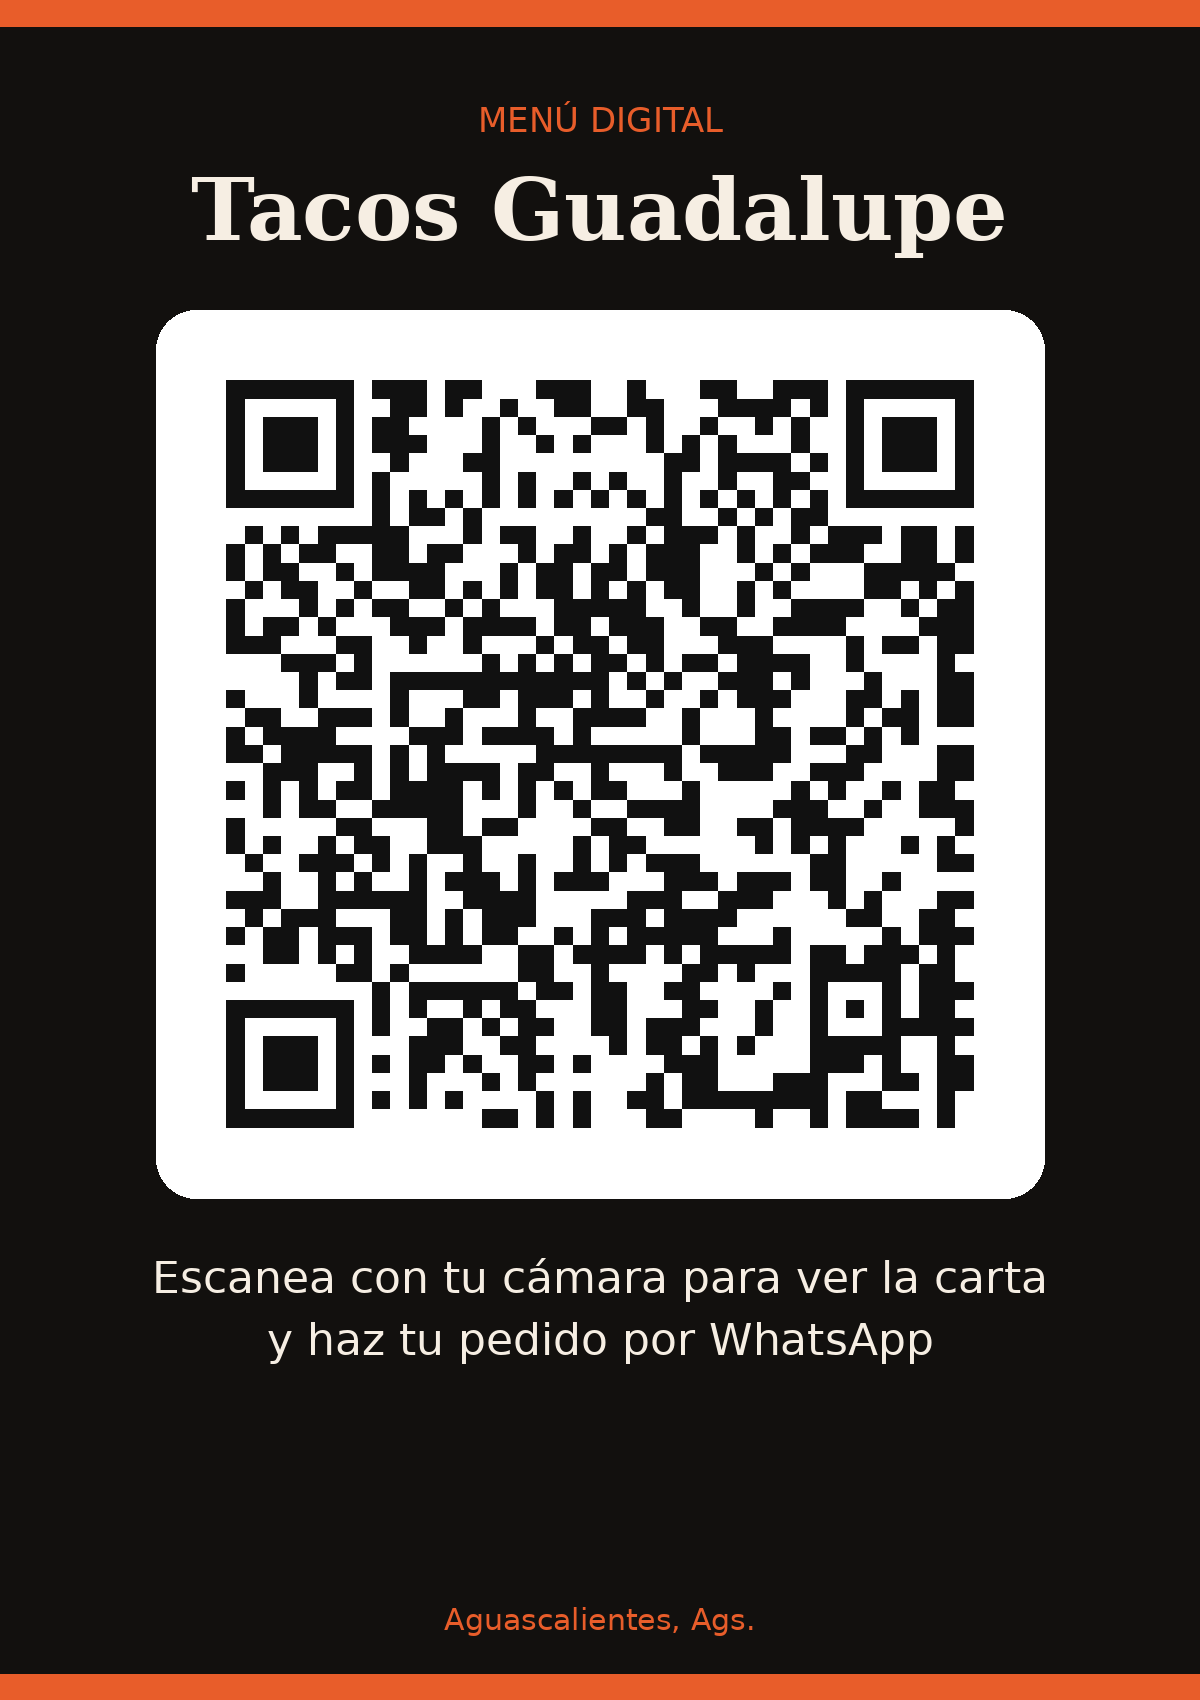 MENÚ DIGITAL
Tacos Guadalupe
Escanea con tu cámara para ver la carta
y haz tu pedido por WhatsApp
Aguascalientes, Ags.